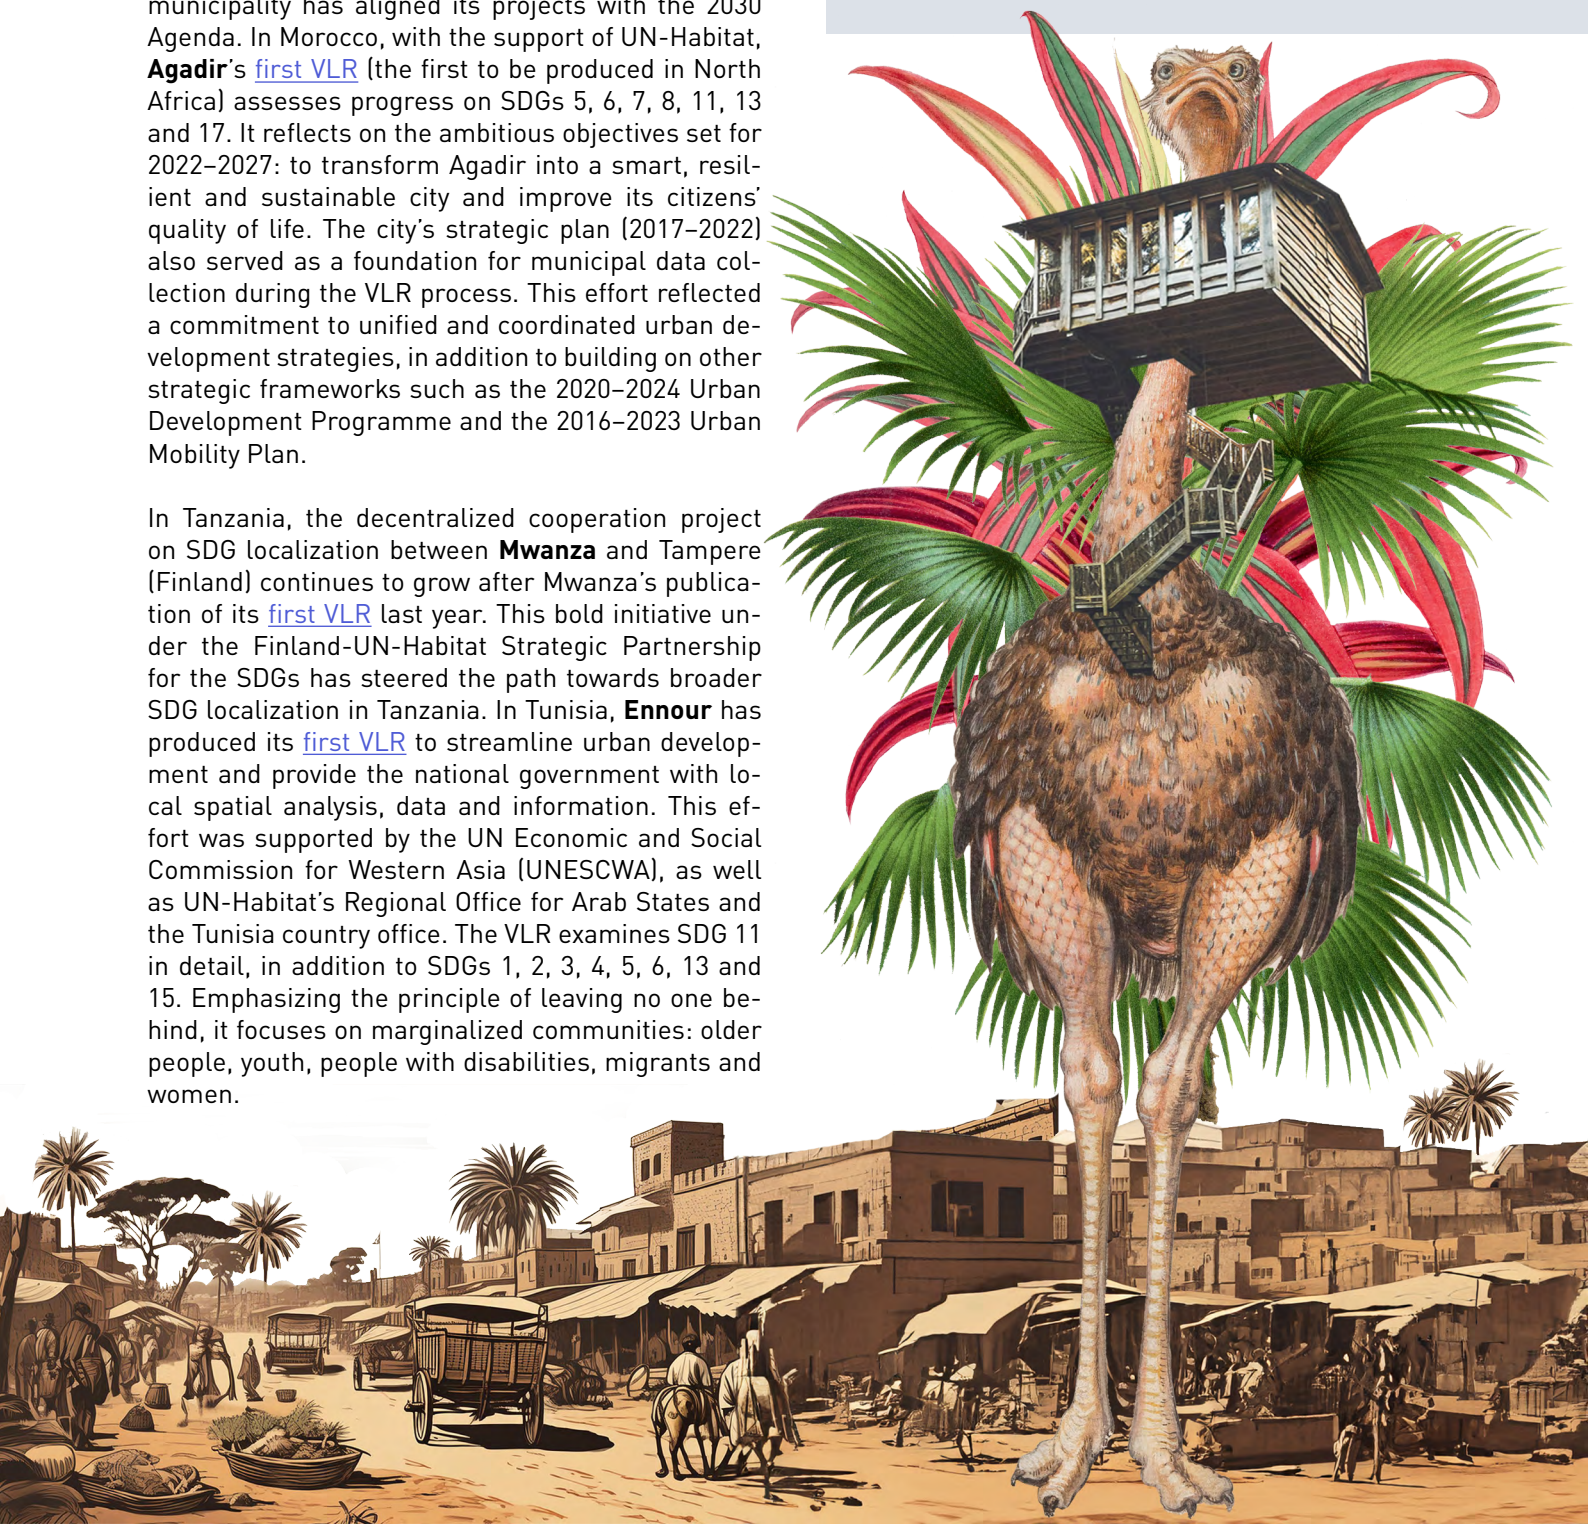 municipality has aligned its projects with the 2030
Agenda. In Morocco, with the support of UN-Habitat,
Agadir’s first VLR (the first to be produced in North
Africa) assesses progress on SDGs 5, 6, 7, 8, 11, 13
and 17. It reflects on the ambitious objectives set for
2022–2027: to transform Agadir into a smart, resil-
ient and sustainable city and improve its citizens’
quality of life. The city’s strategic plan (2017–2022)
also served as a foundation for municipal data col-
lection during the VLR process. This effort reflected
a commitment to unified and coordinated urban de-
velopment strategies, in addition to building on other
strategic frameworks such as the 2020–2024 Urban
Development Programme and the 2016–2023 Urban
Mobility Plan.
In Tanzania, the decentralized cooperation project
on SDG localization between Mwanza and Tampere
(Finland) continues to grow after Mwanza’s publica-
tion of its first VLR last year. This bold initiative un-
der the Finland-UN-Habitat Strategic Partnership
for the SDGs has steered the path towards broader
SDG localization in Tanzania. In Tunisia, Ennour has
produced its first VLR to streamline urban develop-
ment and provide the national government with lo-
cal spatial analysis, data and information. This ef-
fort was supported by the UN Economic and Social
Commission for Western Asia (UNESCWA), as well
as UN-Habitat’s Regional Office for Arab States and
the Tunisia country office. The VLR examines SDG 11
in detail, in addition to SDGs 1, 2, 3, 4, 5, 6, 13 and
15. Emphasizing the principle of leaving no one be-
hind, it focuses on marginalized communities: older
people, youth, people with disabilities, migrants and
women.